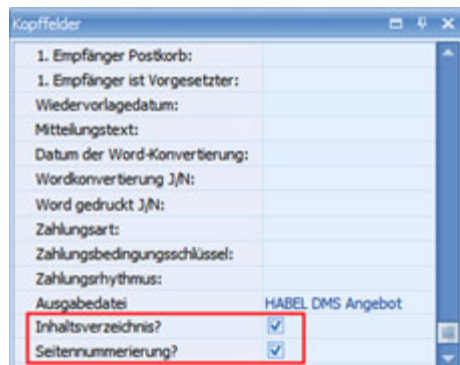 Kopffelder
1. Empfänger Postkorb:
1. Empfänger ist Vorgesetzter:
Wiedervorlagedatum:
Mitteilungstext:
Datum der Word-Konvertierung:
Wordkonvertierung J/N:
Word gedruckt J/N:
Zahlungsart:
Zahlungsbedingungsschlüssel:
Zahlungsrhythmus:
Ausgabedatei HABEL DMS Angebot
Inhaltsverzeichnis?
Seitennummerierung?